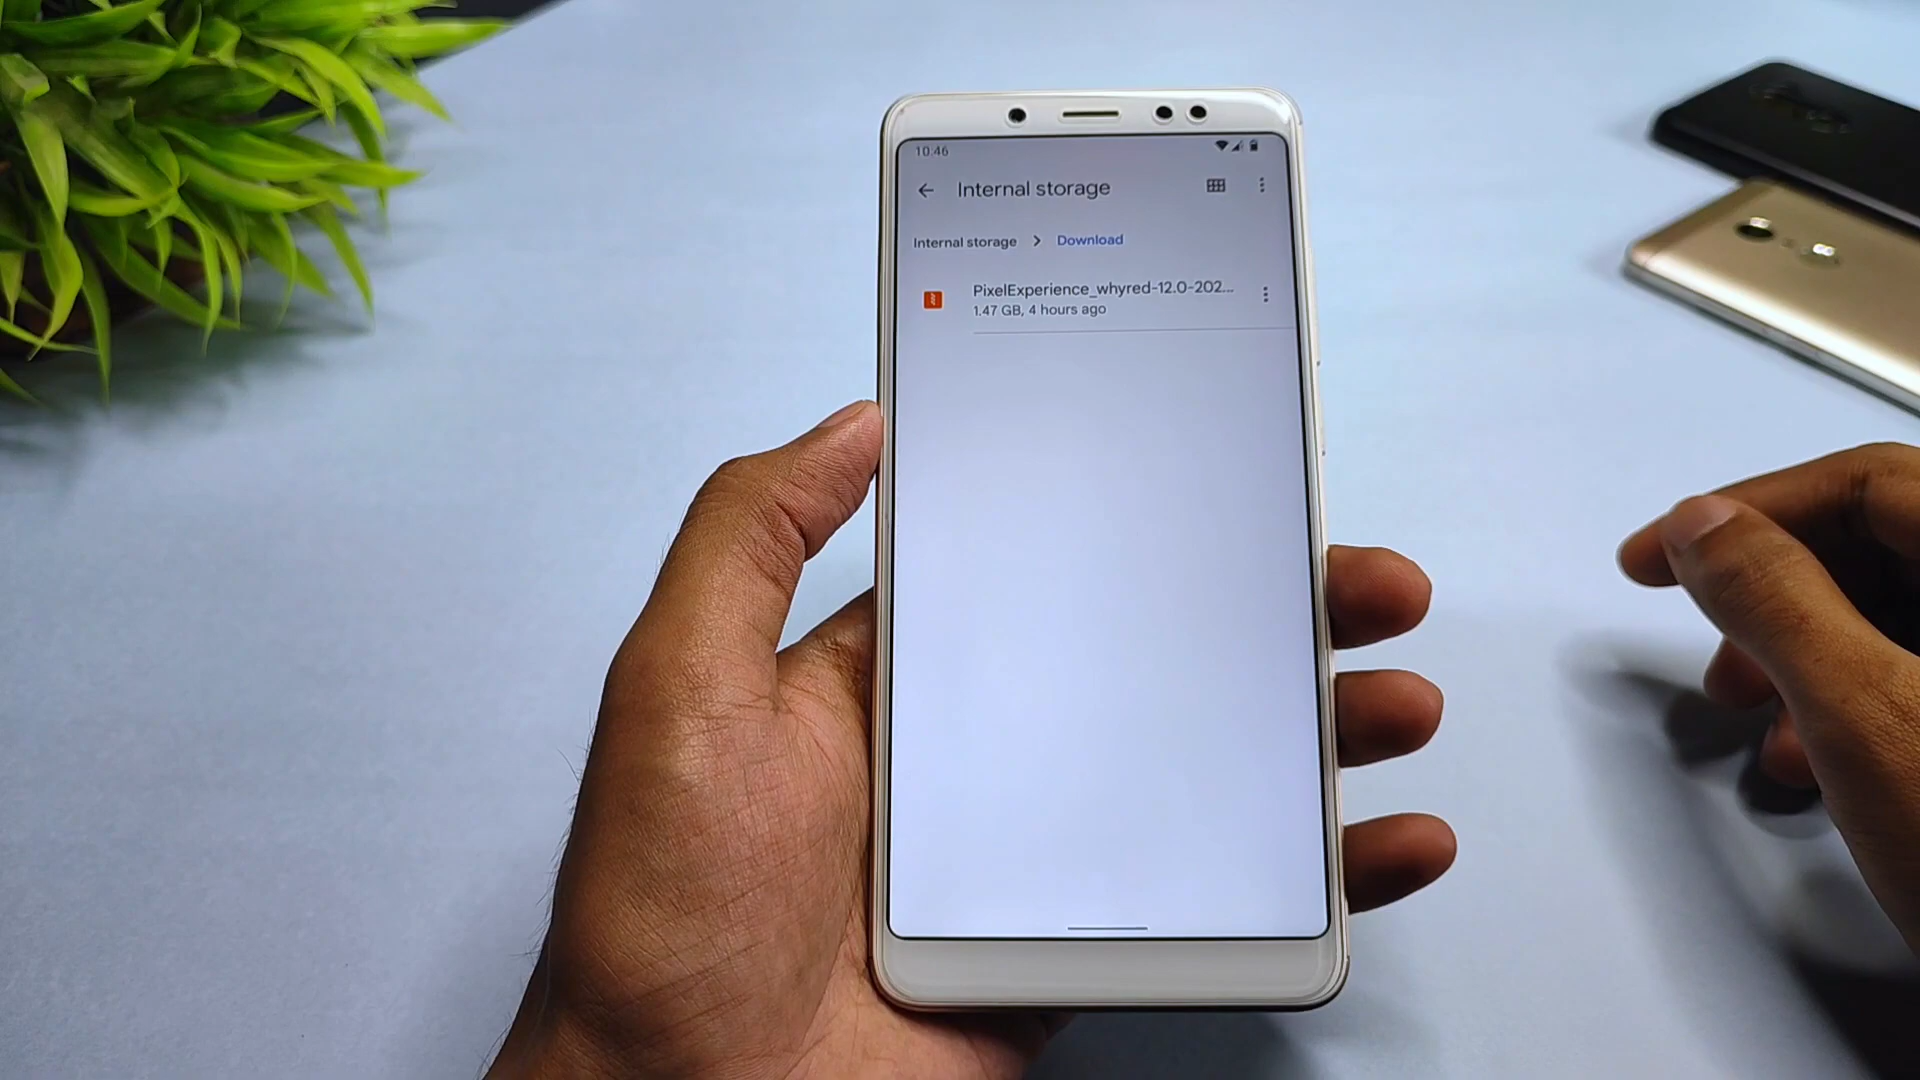 10:46
Internal storage
Internal storage > Download
PixelExperience_whyred-12.0-202...
1.47 GB, 4 hours ago